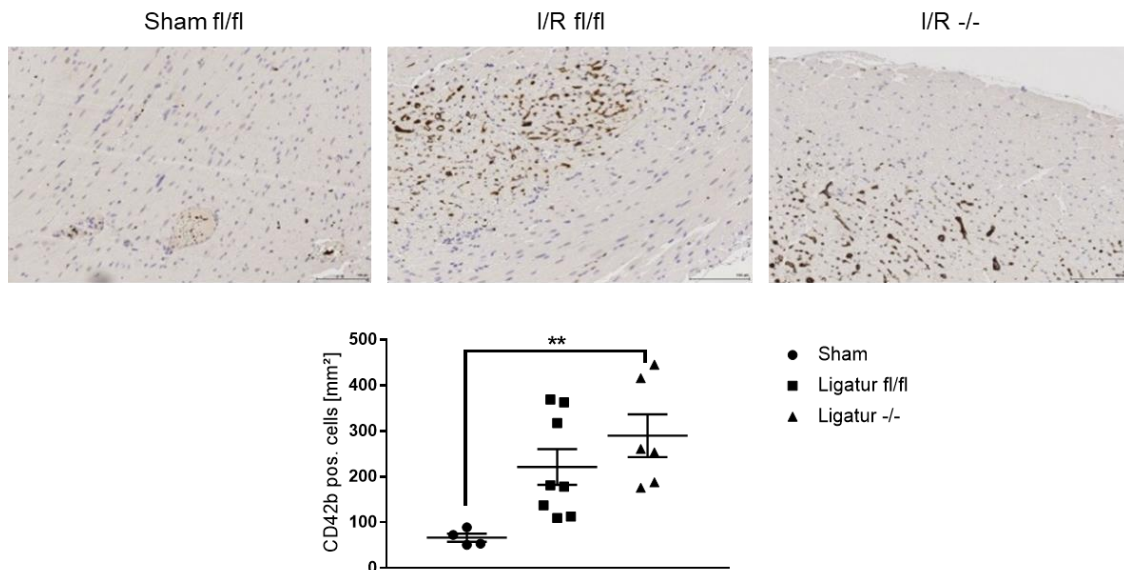 Sham fl/fl
I/R fl/fl
I/R -/-
CD42b pos. cells [mm²]
500
400
300
200
100
0
**
Sham
Ligatur fl/fl
Ligatur -/-